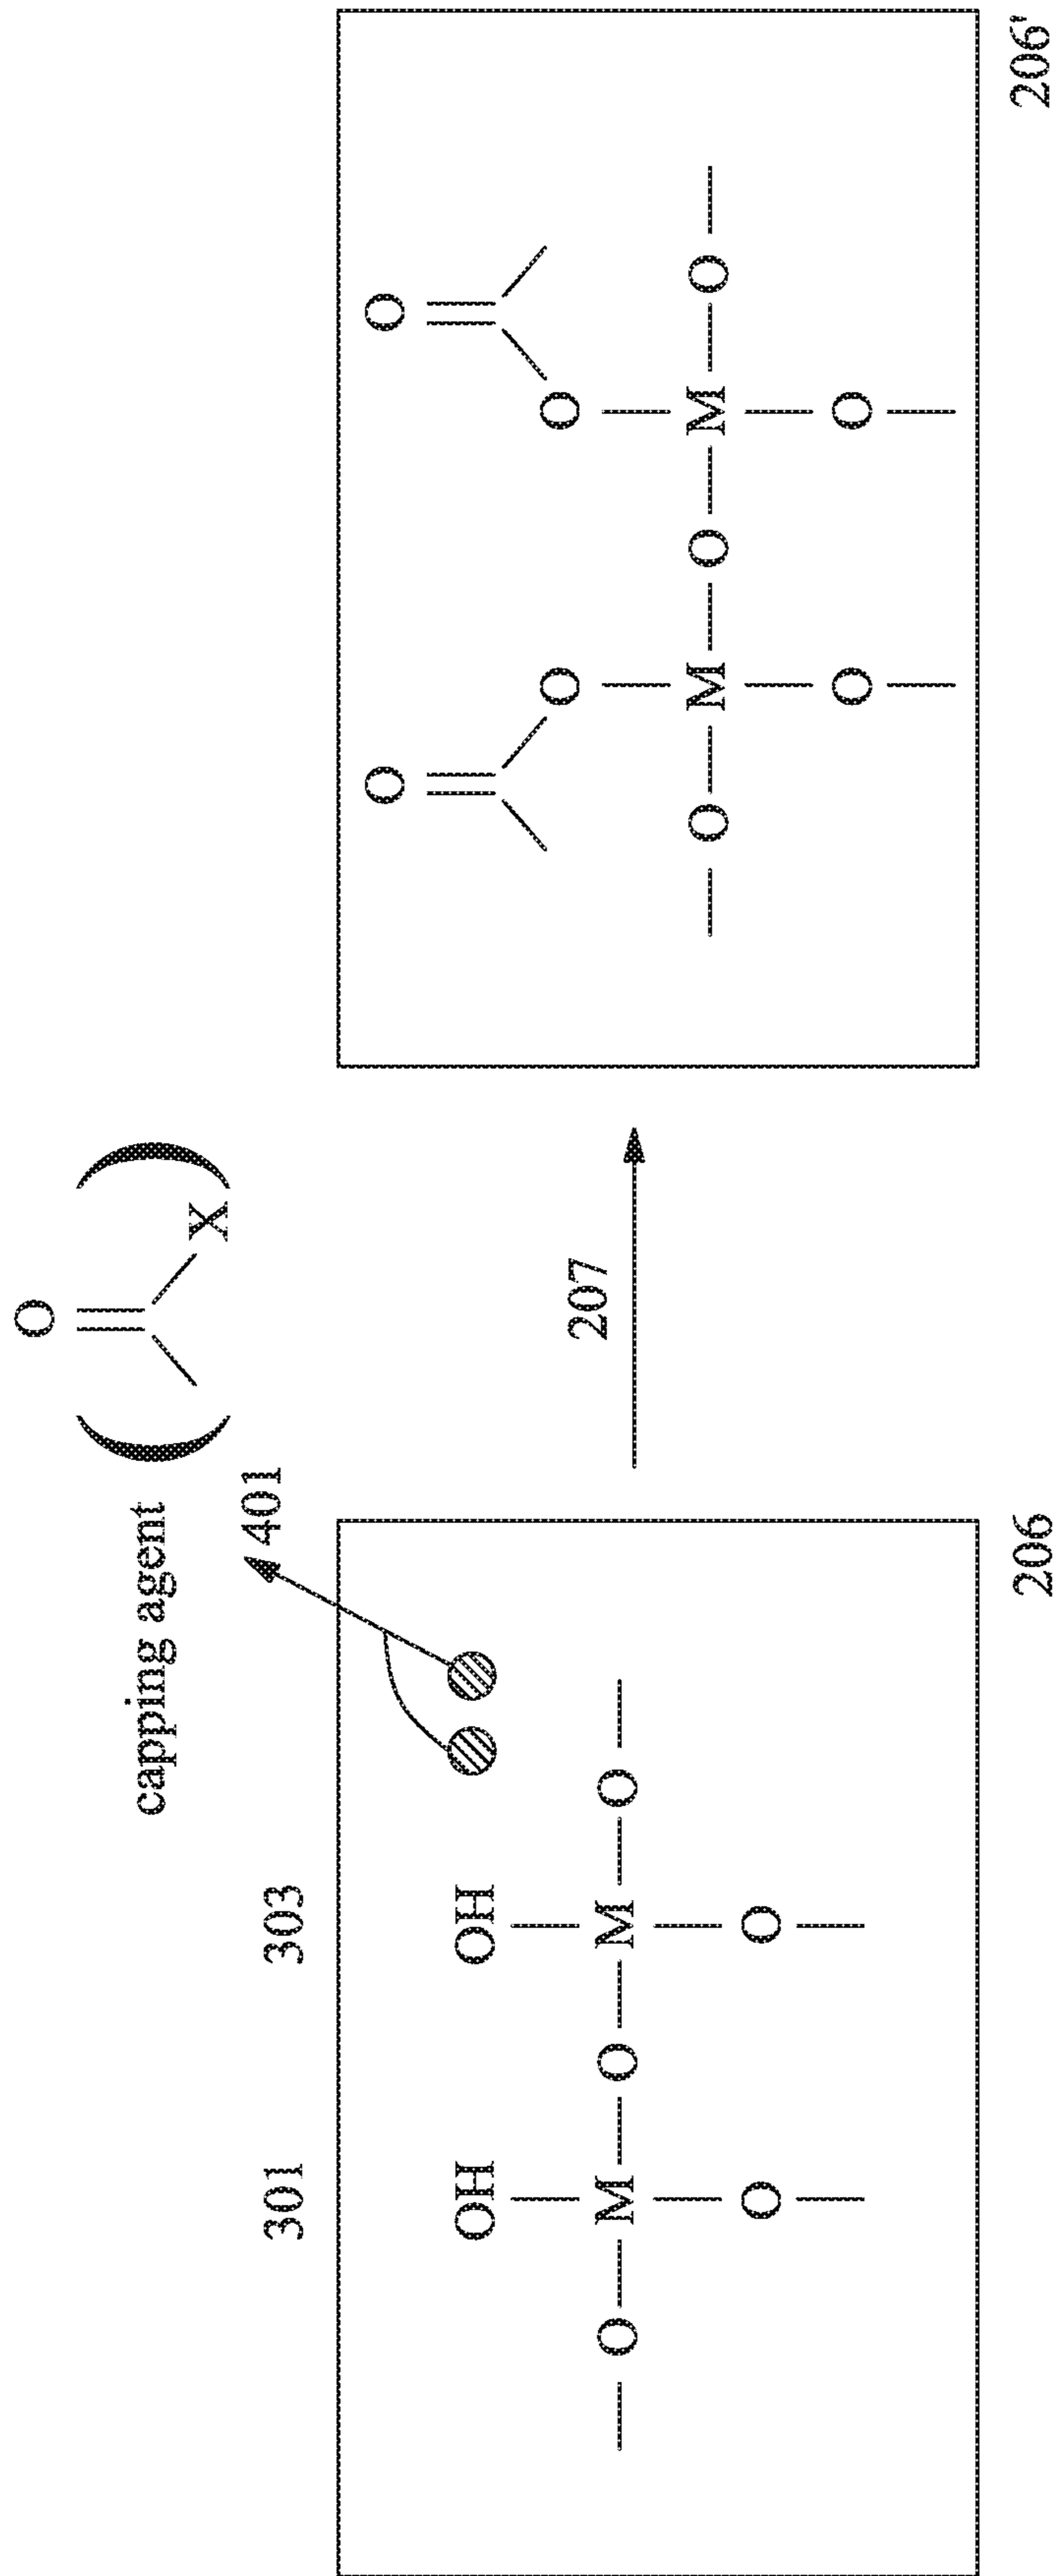 O
capping agent (          )
X
301 303 401
O O
OH OH
O O
207
O M O M O
O M O M O
O O
O O
206 206'